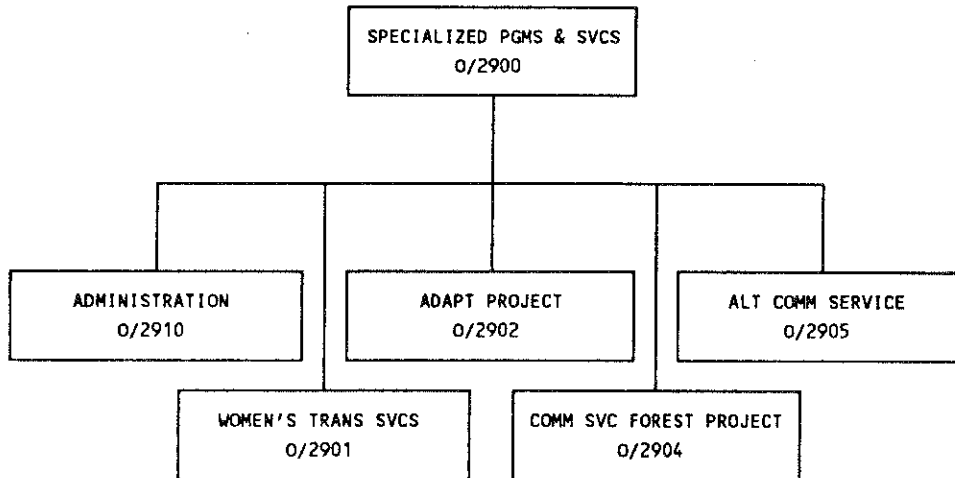 SPECIALIZED PGMS & SVCS
0/2900
ADMINISTRATION
0/2910
ADAPT PROJECT
0/2902
ALT COMM SERVICE
0/2905
WOMEN'S TRANS SVCS
0/2901
COMM SVC FOREST PROJECT
0/2904